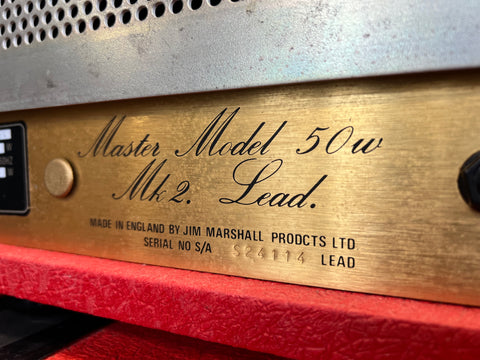 Master Model 50w
Mk2. Lead.
MADE IN ENGLAND BY JIM MARSHALL PRODCTS LTD
SERIAL NO S/A S24114 LEAD